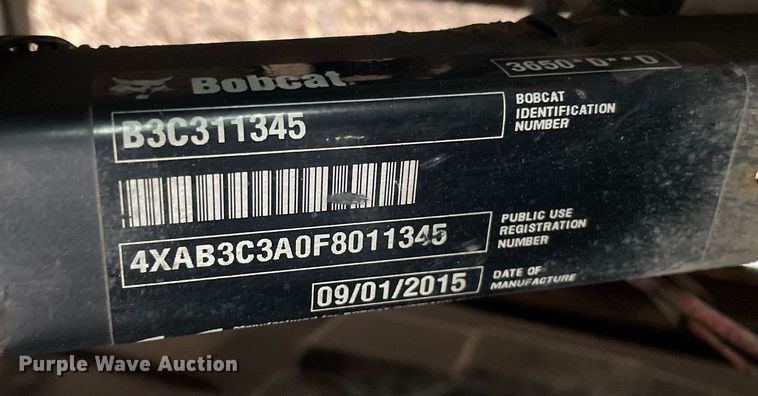 Bobcat
3650*D**D
B3C311345
BOBCAT
IDENTIFICATION
NUMBER
4XAB3C3A0F8011345
PUBLIC USE
REGISTRATION
NUMBER
09/01/2015
DATE OF
MANUFACTURE
Purple Wave Auction